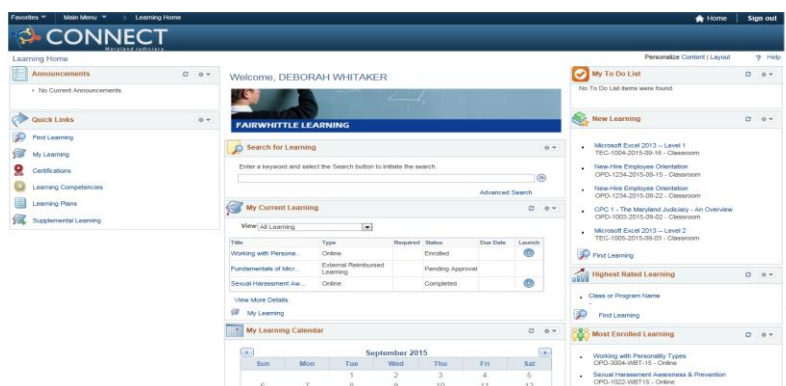 Favorites Main Menu > Learning Home
Home Sign out
CONNECT
Maryland Judiciary
Learning Home
Personalize Content | Layout ? Help
Announcements
• No Current Announcements.
Quick Links
Find Learning
My Learning
Certifications
Learning Competencies
Learning Plans
Supplemental Learning
Welcome, DEBORAH WHITAKER
FAIRWHITTLE LEARNING
Search for Learning
Enter a keyword and select the Search button to initiate the search.
Advanced Search
My Current Learning
View All Learning
Title Type Required Status Due Date Launch
Working with Persona... Online Enrolled
Fundamentals of Micr... External Reimbursed Learning Pending Approval
Sexual Harassment Aw... Online Completed
View More Details
My Learning
My Learning Calendar
September 2015
Sun Mon Tue Wed Thu Fri Sat
1 2 3 4 5
6 7 8 9 10 11 12
My To Do List
No To Do List items were found.
New Learning
• Microsoft Excel 2013 -- Level 1
TEC-1004-2015-09-16 - Classroom
• New-Hire Employee Orientation
OPD-1234-2015-09-15 - Classroom
• New-Hire Employee Orientation
OPD-1234-2015-09-22 - Classroom
• CPC 1 - The Maryland Judiciary - An Overview
OPD-1003-2015-09-02 - Classroom
• Microsoft Excel 2013 -- Level 2
TEC-1005-2015-09-03 - Classroom
Find Learning
Highest Rated Learning
• Class or Program Name
-
Find Learning
Most Enrolled Learning
• Working with Personality Types
OPD-3004-WBT-15 - Online
• Sexual Harassment Awareness & Prevention
OPD-1022-WBT15 - Online